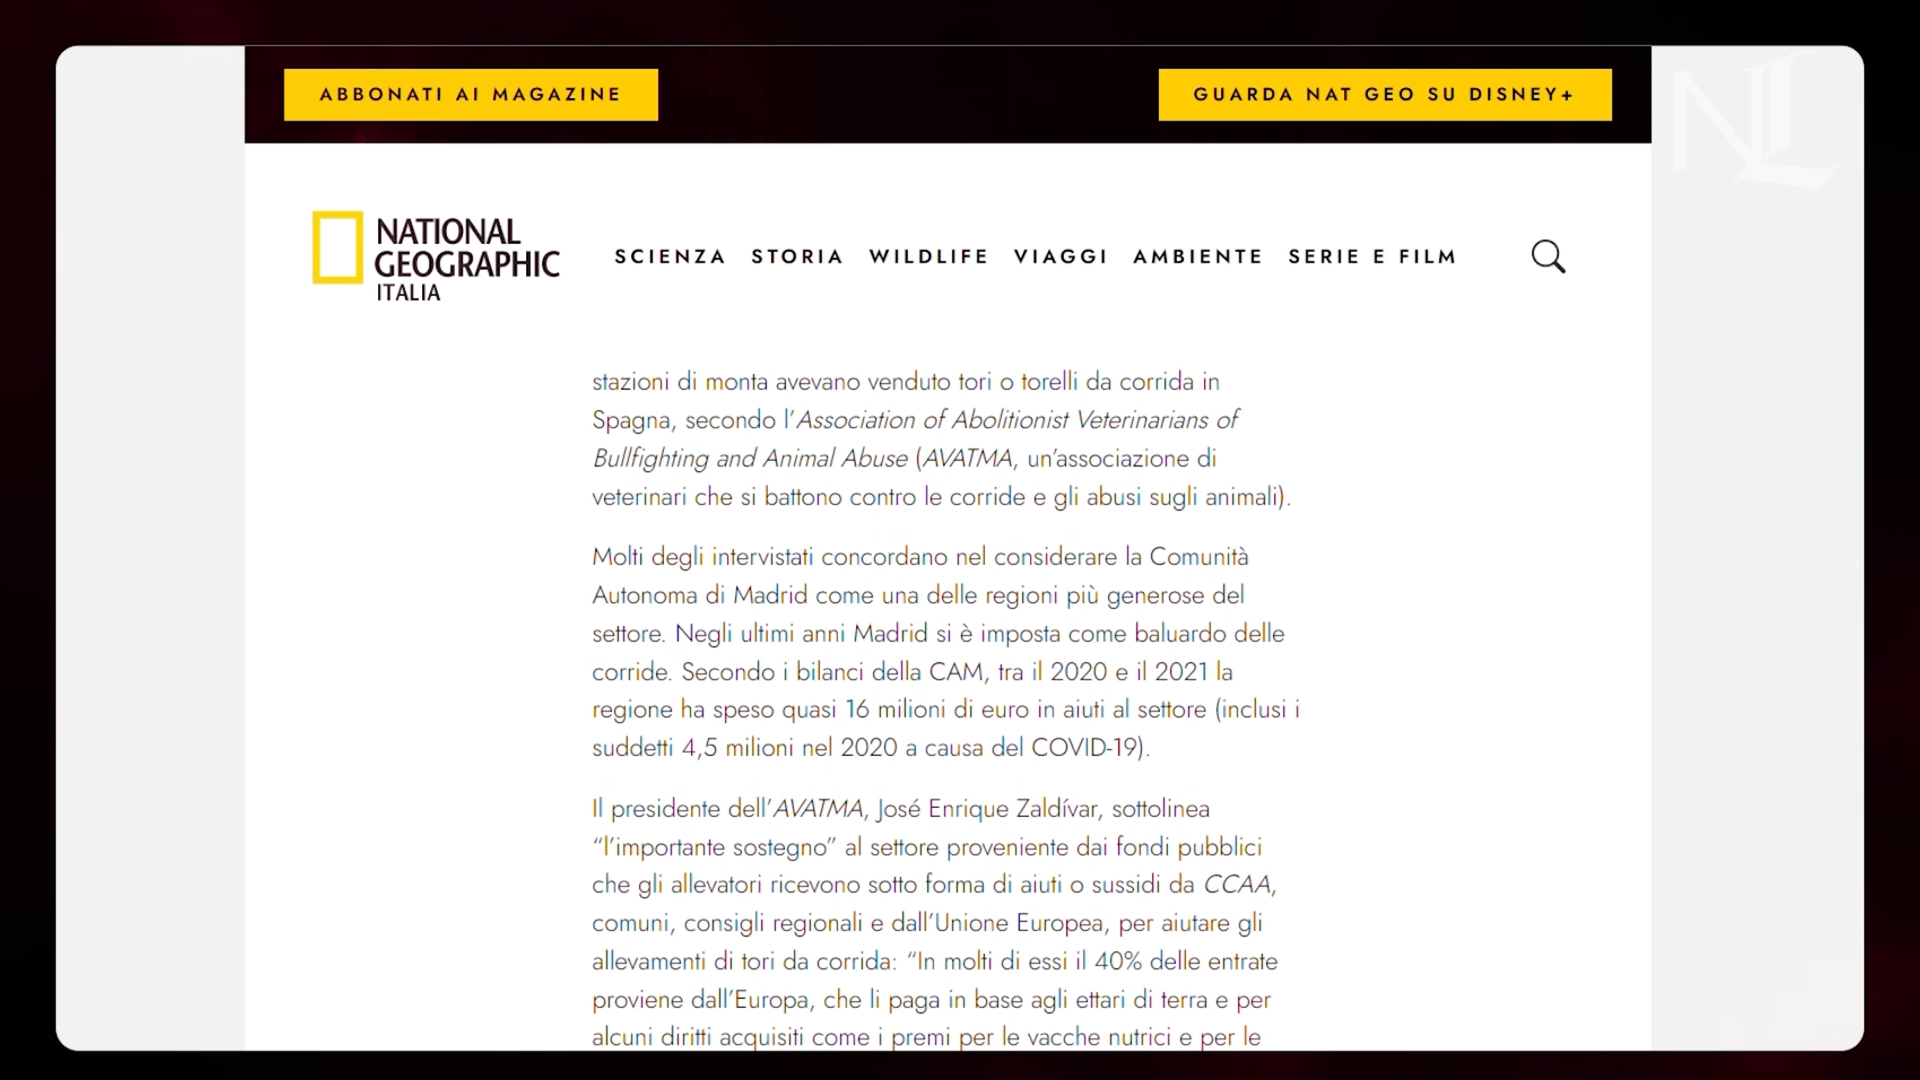 ABBONATI AI MAGAZINE
GUARDA NAT GEO SU DISNEY+
NL
NATIONAL
GEOGRAPHIC
ITALIA
SCIENZA STORIA WILDLIFE VIAGGI AMBIENTE SERIE E FILM
stazioni di monta avevano venduto tori o torelli da corrida in
Spagna, secondo l’Association of Abolitionist Veterinarians of
Bullfighting and Animal Abuse (AVATMA, un’associazione di
veterinari che si battono contro le corride e gli abusi sugli animali).
Molti degli intervistati concordano nel considerare la Comunità
Autonoma di Madrid come una delle regioni più generose del
settore. Negli ultimi anni Madrid si è imposta come baluardo delle
corride. Secondo i bilanci della CAM, tra il 2020 e il 2021 la
regione ha speso quasi 16 milioni di euro in aiuti al settore (inclusi i
suddetti 4,5 milioni nel 2020 a causa del COVID-19).
Il presidente dell’AVATMA, José Enrique Zaldívar, sottolinea
“l’importante sostegno” al settore proveniente dai fondi pubblici
che gli allevatori ricevono sotto forma di aiuti o sussidi da CCAA,
comuni, consigli regionali e dall’Unione Europea, per aiutare gli
allevamenti di tori da corrida: “In molti di essi il 40% delle entrate
proviene dall’Europa, che li paga in base agli ettari di terra e per
alcuni diritti acquisiti come i premi per le vacche nutrici e per le